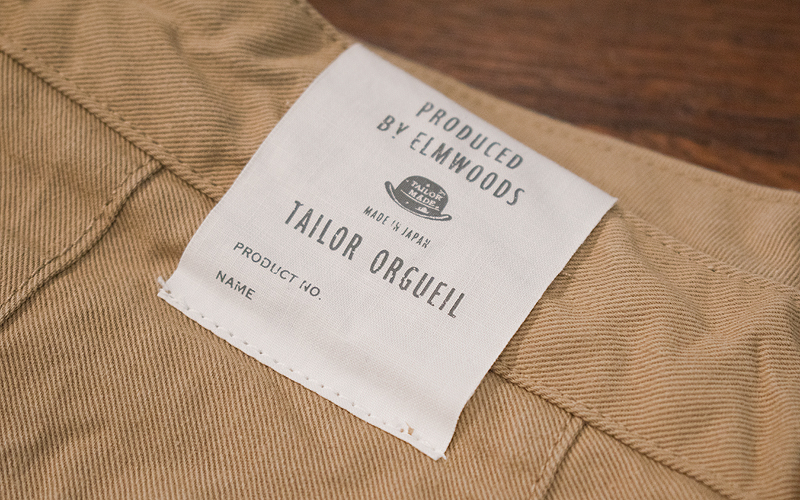 PRODUCED
BY ELMWOODS
TAILOR
MADE
MADE IN JAPAN
TAILOR ORGUEIL
PRODUCT NO.
NAME